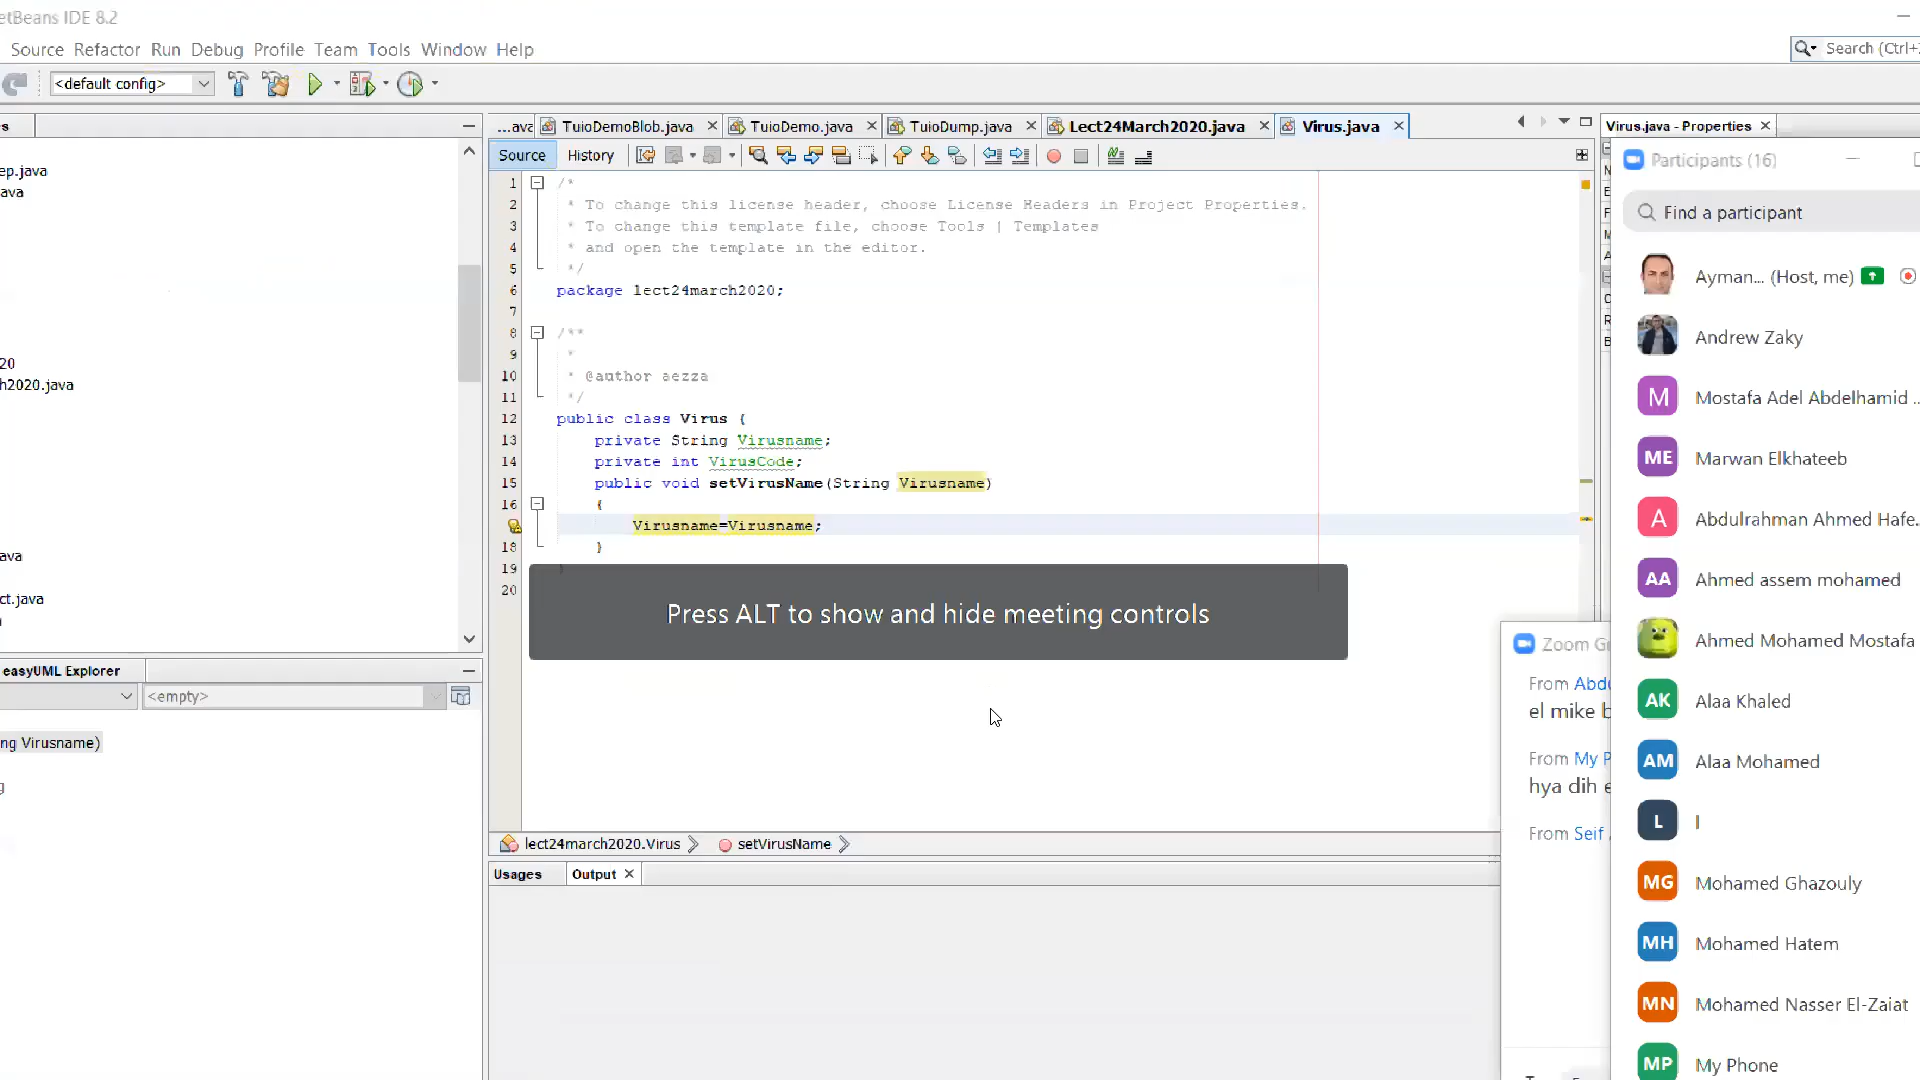 etBeans IDE 8.2
Source Refactor Run Debug Profile Team Tools Window Help
Search (Ctrl+
<default config>
s
...ava TuioDemoBlob.java TuioDemo.java TuioDump.java Lect24March2020.java Virus.java
Virus.java - Properties
Source History
ep.java
ava
20
h2020.java
ava
ct.java
easyUML Explorer
<empty>
ng Virusname)
1 /*
2 * To change this license header, choose License Headers in Project Properties.
3 * To change this template file, choose Tools | Templates
4 * and open the template in the editor.
5 */
6 package lect24march2020;
7
8 /**
9 *
10 * @author aezza
11 */
12 public class Virus {
13 private String Virusname;
14 private int VirusCode;
15 public void setVirusName(String Virusname)
16 {
Virusname=Virusname;
18 }
19
20
Press ALT to show and hide meeting controls
lect24march2020.Virus setVirusName
Usages Output
Participants (16)
Find a participant
Ayman... (Host, me)
Andrew Zaky
M Mostafa Adel Abdelhamid ..
ME Marwan Elkhateeb
A Abdulrahman Ahmed Hafe..
AA Ahmed assem mohamed
Ahmed Mohamed Mostafa
AK Alaa Khaled
AM Alaa Mohamed
L l
MG Mohamed Ghazouly
MH Mohamed Hatem
MN Mohamed Nasser El-Zaiat
MP My Phone
Zoom Gr
From Abdu
el mike b
From My P
hya dih e
From Seif